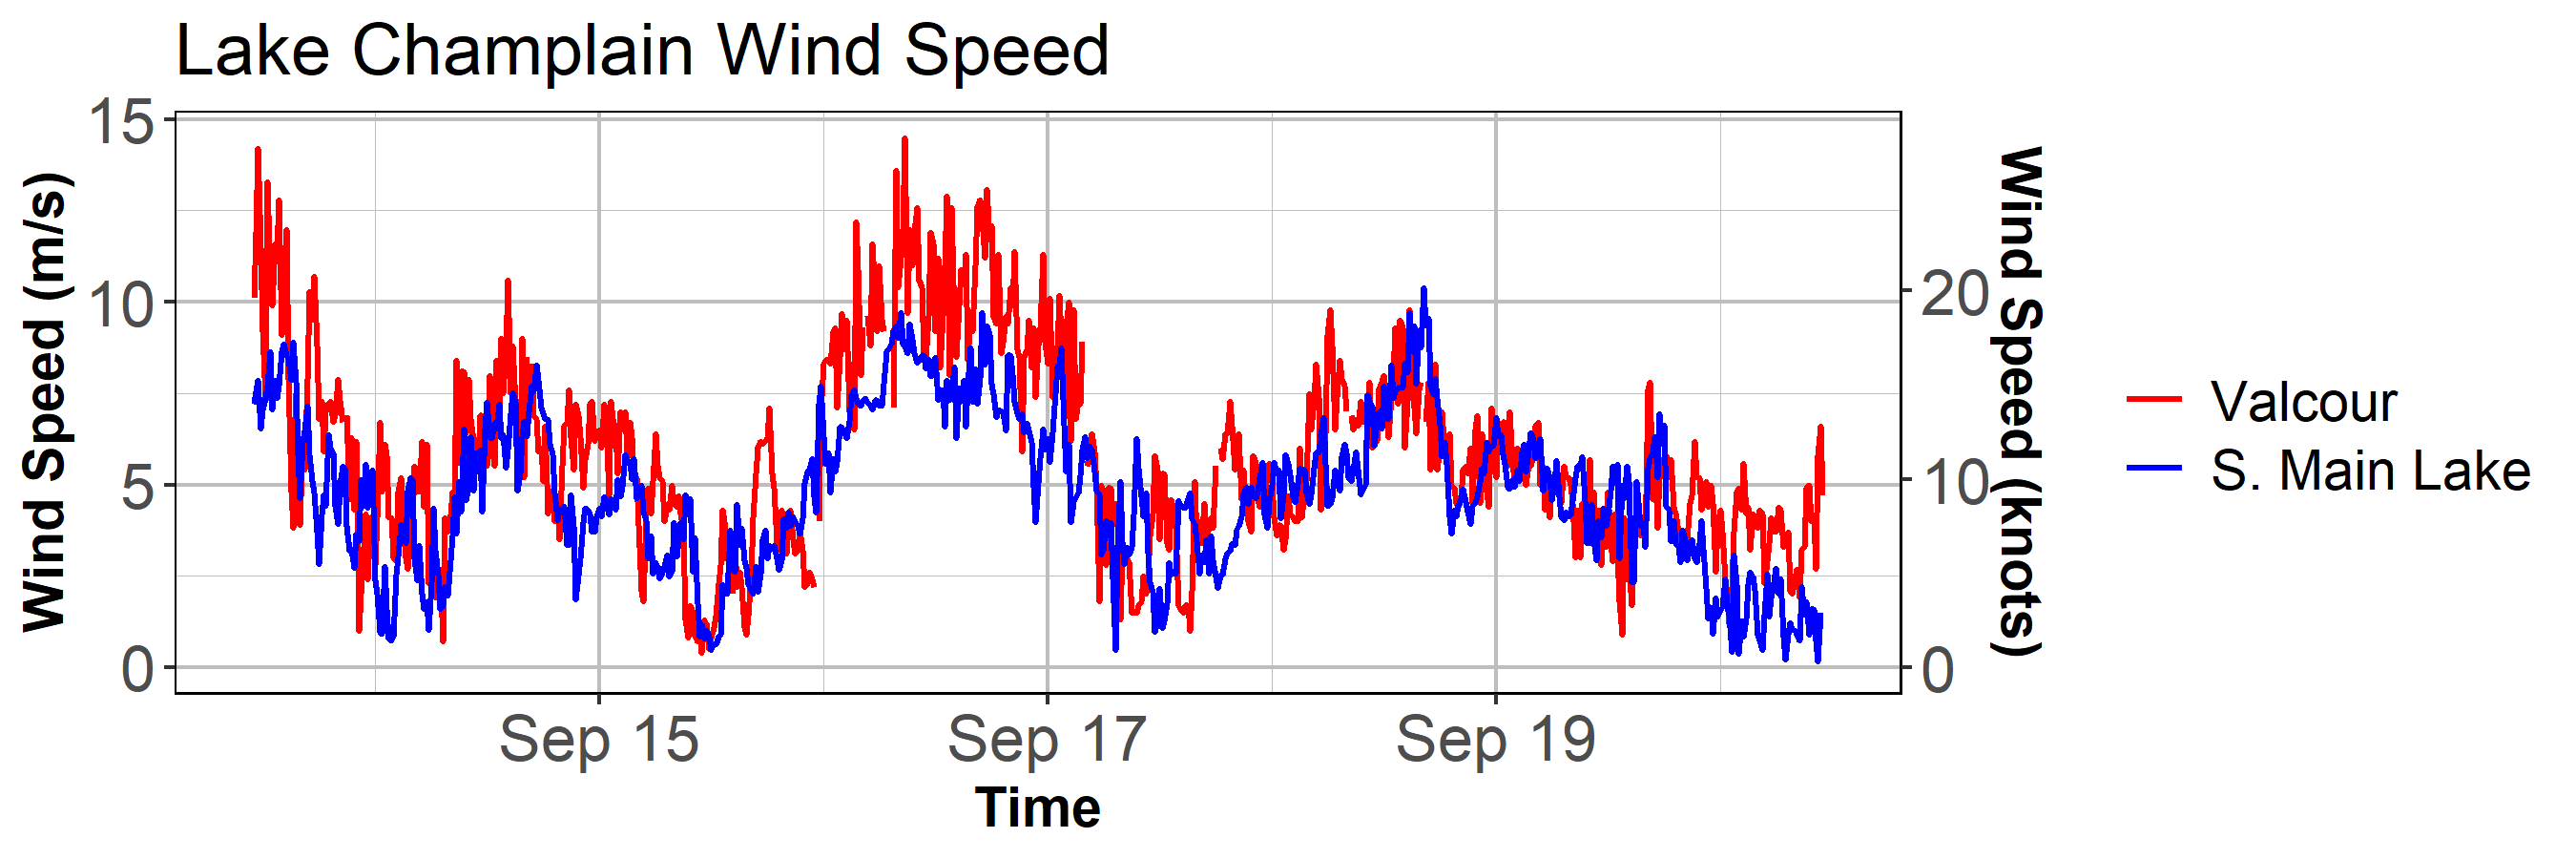 Lake Champlain Wind Speed
15
10
5
0
Wind Speed (m/s)
20
10
0
Wind Speed (knots)
Sep 15
Sep 17
Sep 19
Time
Valcour
S. Main Lake